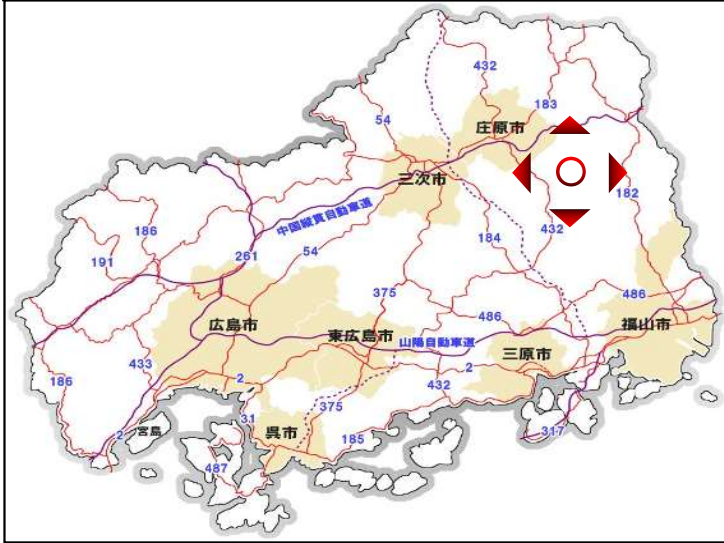 432
183
54
庄原市
三次市
182
中国縦貫自動車道
186
184
432
54
191
261
375
486
486
広島市
東広島市
山陽自動車道
福山市
三原市
186
433
2
2
432
375
31
2
宮島
呉市
185
317
487